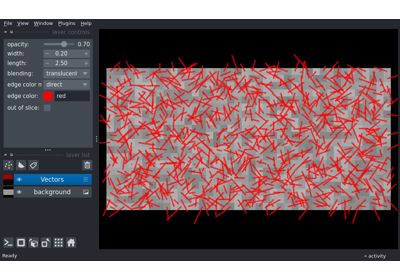 File View Window Plugins Help
layer controls
opacity: 0.70
width: 0.20
length: 2.50
blending: translucent
edge color m direct
edge color: red
out of slice:
layer list
Vectors
background
Ready activity